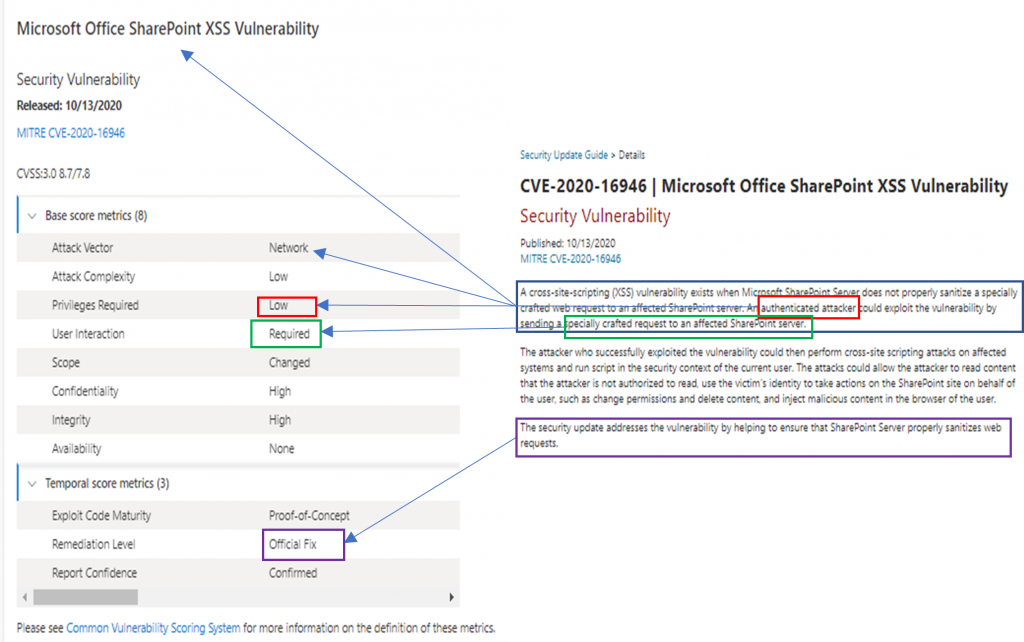 Microsoft Office SharePoint XSS Vulnerability
Security Vulnerability
Released: 10/13/2020
MITRE CVE-2020-16946
CVSS:3.0 8.7/7.8
Base score metrics (8)
Attack Vector Network
Attack Complexity Low
Privileges Required Low
User Interaction Required
Scope Changed
Confidentiality High
Integrity High
Availability None
Temporal score metrics (3)
Exploit Code Maturity Proof-of-Concept
Remediation Level Official Fix
Report Confidence Confirmed
Please see Common Vulnerability Scoring System for more information on the definition of these metrics.
Security Update Guide > Details
CVE-2020-16946 | Microsoft Office SharePoint XSS Vulnerability
Security Vulnerability
Published: 10/13/2020
MITRE CVE-2020-16946
A cross-site-scripting (XSS) vulnerability exists when Microsoft SharePoint Server does not properly sanitize a specially
crafted web request to an affected SharePoint server. An authenticated attacker could exploit the vulnerability by
sending a specially crafted request to an affected SharePoint server.
The attacker who successfully exploited the vulnerability could then perform cross-site scripting attacks on affected
systems and run script in the security context of the current user. The attacks could allow the attacker to read content
that the attacker is not authorized to read, use the victim's identity to take actions on the SharePoint site on behalf of
the user, such as change permissions and delete content, and inject malicious content in the browser of the user.
The security update addresses the vulnerability by helping to ensure that SharePoint Server properly sanitizes web
requests.